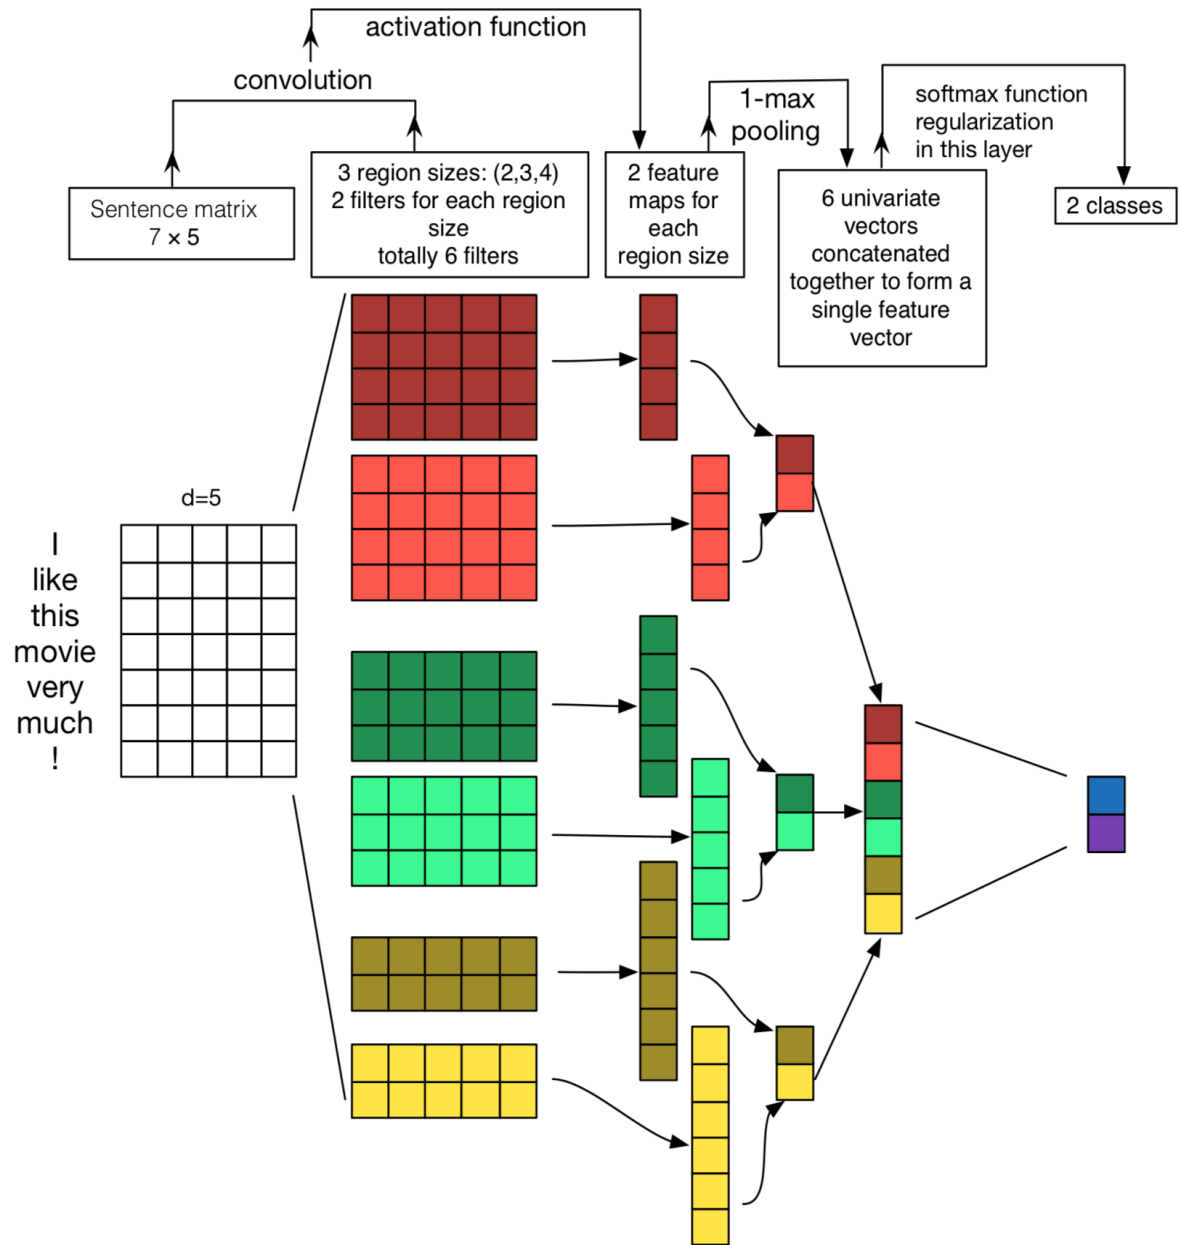 activation function
convolution
1-max
pooling
softmax function
regularization
in this layer
Sentence matrix
7 × 5
3 region sizes: (2,3,4)
2 filters for each region
size
totally 6 filters
2 feature
maps for
each
region size
6 univariate
vectors
concatenated
together to form a
single feature
vector
2 classes
d=5
I
like
this
movie
very
much
!